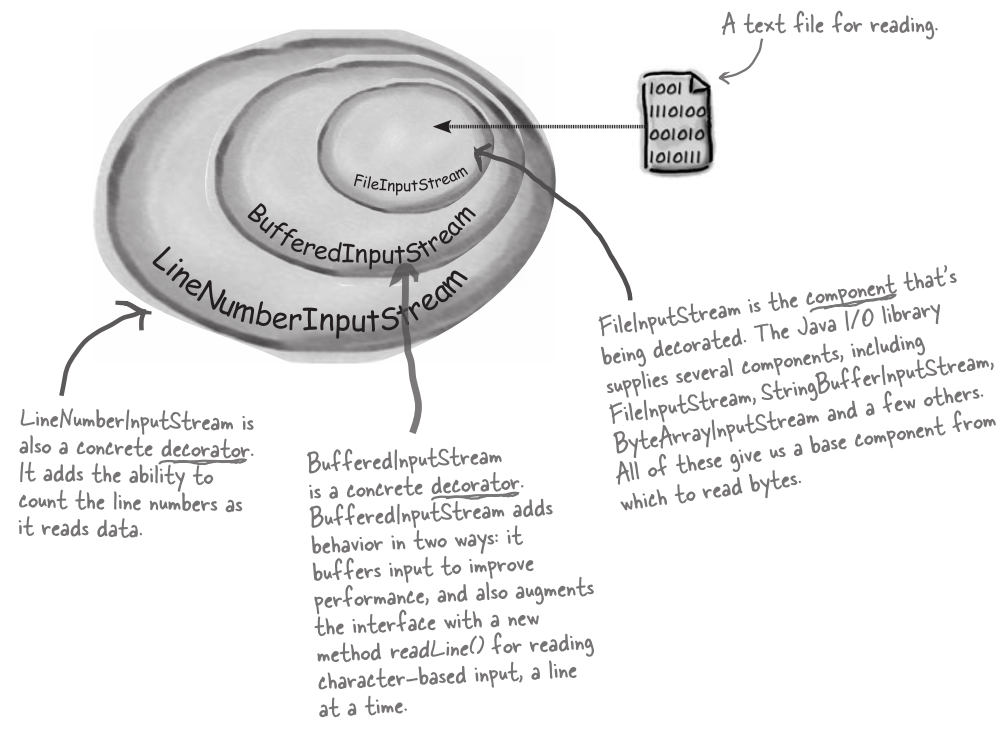 A text file for reading.
1001
1110100
001010
1010111
FileInputStream
BufferedInputStream
LineNumberInputStream
FileInputStream is the component that's
being decorated. The Java I/O library
supplies several components, including
FileInputStream, StringBufferInputStream,
ByteArrayInputStream and a few others.
All of these give us a base component from
which to read bytes.
LineNumberInputStream is
also a concrete decorator.
It adds the ability to
count the line numbers as
it reads data.
BufferedInputStream
is a concrete decorator.
BufferedInputStream adds
behavior in two ways: it
buffers input to improve
performance, and also augments
the interface with a new
method readLine() for reading
character-based input, a line
at a time.